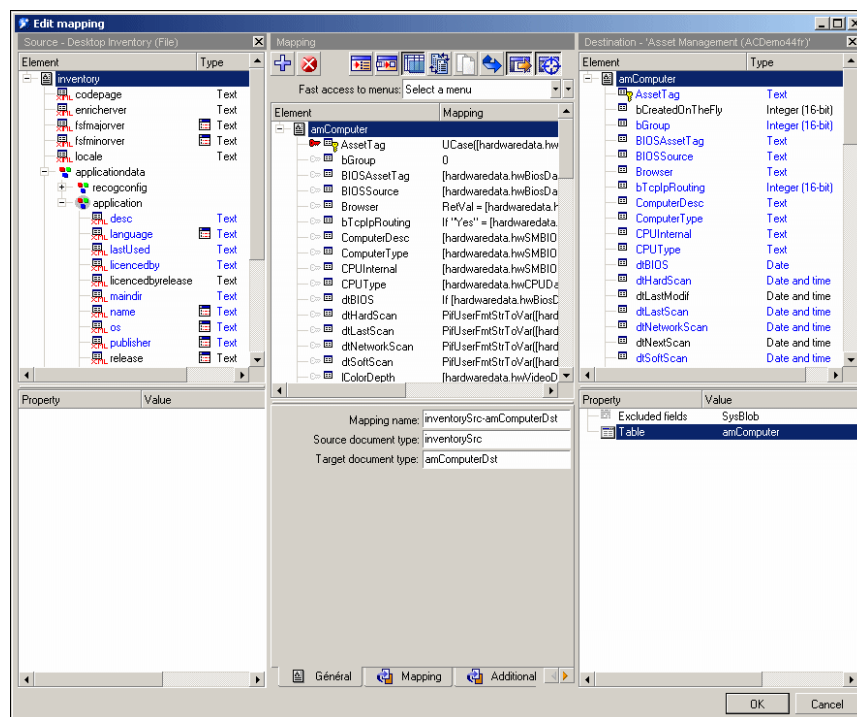 Edit mapping
Source - Desktop Inventory (File)
Element Type
inventory
codepage Text
enricherver Text
fsfmajorver Text
fsfminorver Text
locale Text
applicationdata
recogconfig
application
desc Text
language Text
lastUsed Text
licencedby Text
licencedbyrelease Text
maindir Text
name Text
os Text
publisher Text
release Text
Property Value
Mapping
Fast access to menus: Select a menu
Element Mapping
amComputer
AssetTag UCase([hardwaredata.hw
bGroup 0
BIOSAssetTag [hardwaredata.hwBiosDa
BIOSSource [hardwaredata.hwBiosDa
Browser RetVal = [hardwaredata.h
bTcpIpRouting If "Yes" = [hardwaredata.
ComputerDesc [hardwaredata.hwSMBIO
ComputerType [hardwaredata.hwSMBIO
CPUInternal [hardwaredata.hwSMBIO
CPUType [hardwaredata.hwCPUDa
dtBIOS If [hardwaredata.hwBiosD
dtHardScan PifUserFmtStrToVar([hard
dtLastScan PifUserFmtStrToVar([hard
dtNetworkScan PifUserFmtStrToVar([hard
dtSoftScan PifUserFmtStrToVar([hard
lColorDepth [hardwaredata.hwVideoD
Mapping name: inventorySrc-amComputerDst
Source document type: inventorySrc
Target document type: amComputerDst
Général Mapping Additional
Destination - 'Asset Management (ACDemo44fr)'
Element Type
amComputer
AssetTag Text
bCreatedOnTheFly Integer (16-bit)
bGroup Integer (16-bit)
BIOSAssetTag Text
BIOSSource Text
Browser Text
bTcpIpRouting Integer (16-bit)
ComputerDesc Text
ComputerType Text
CPUInternal Text
CPUType Text
dtBIOS Date
dtHardScan Date and time
dtLastModif Date and time
dtLastScan Date and time
dtNetworkScan Date and time
dtNextScan Date and time
dtSoftScan Date and time
Property Value
Excluded fields SysBlob
Table amComputer
OK Cancel